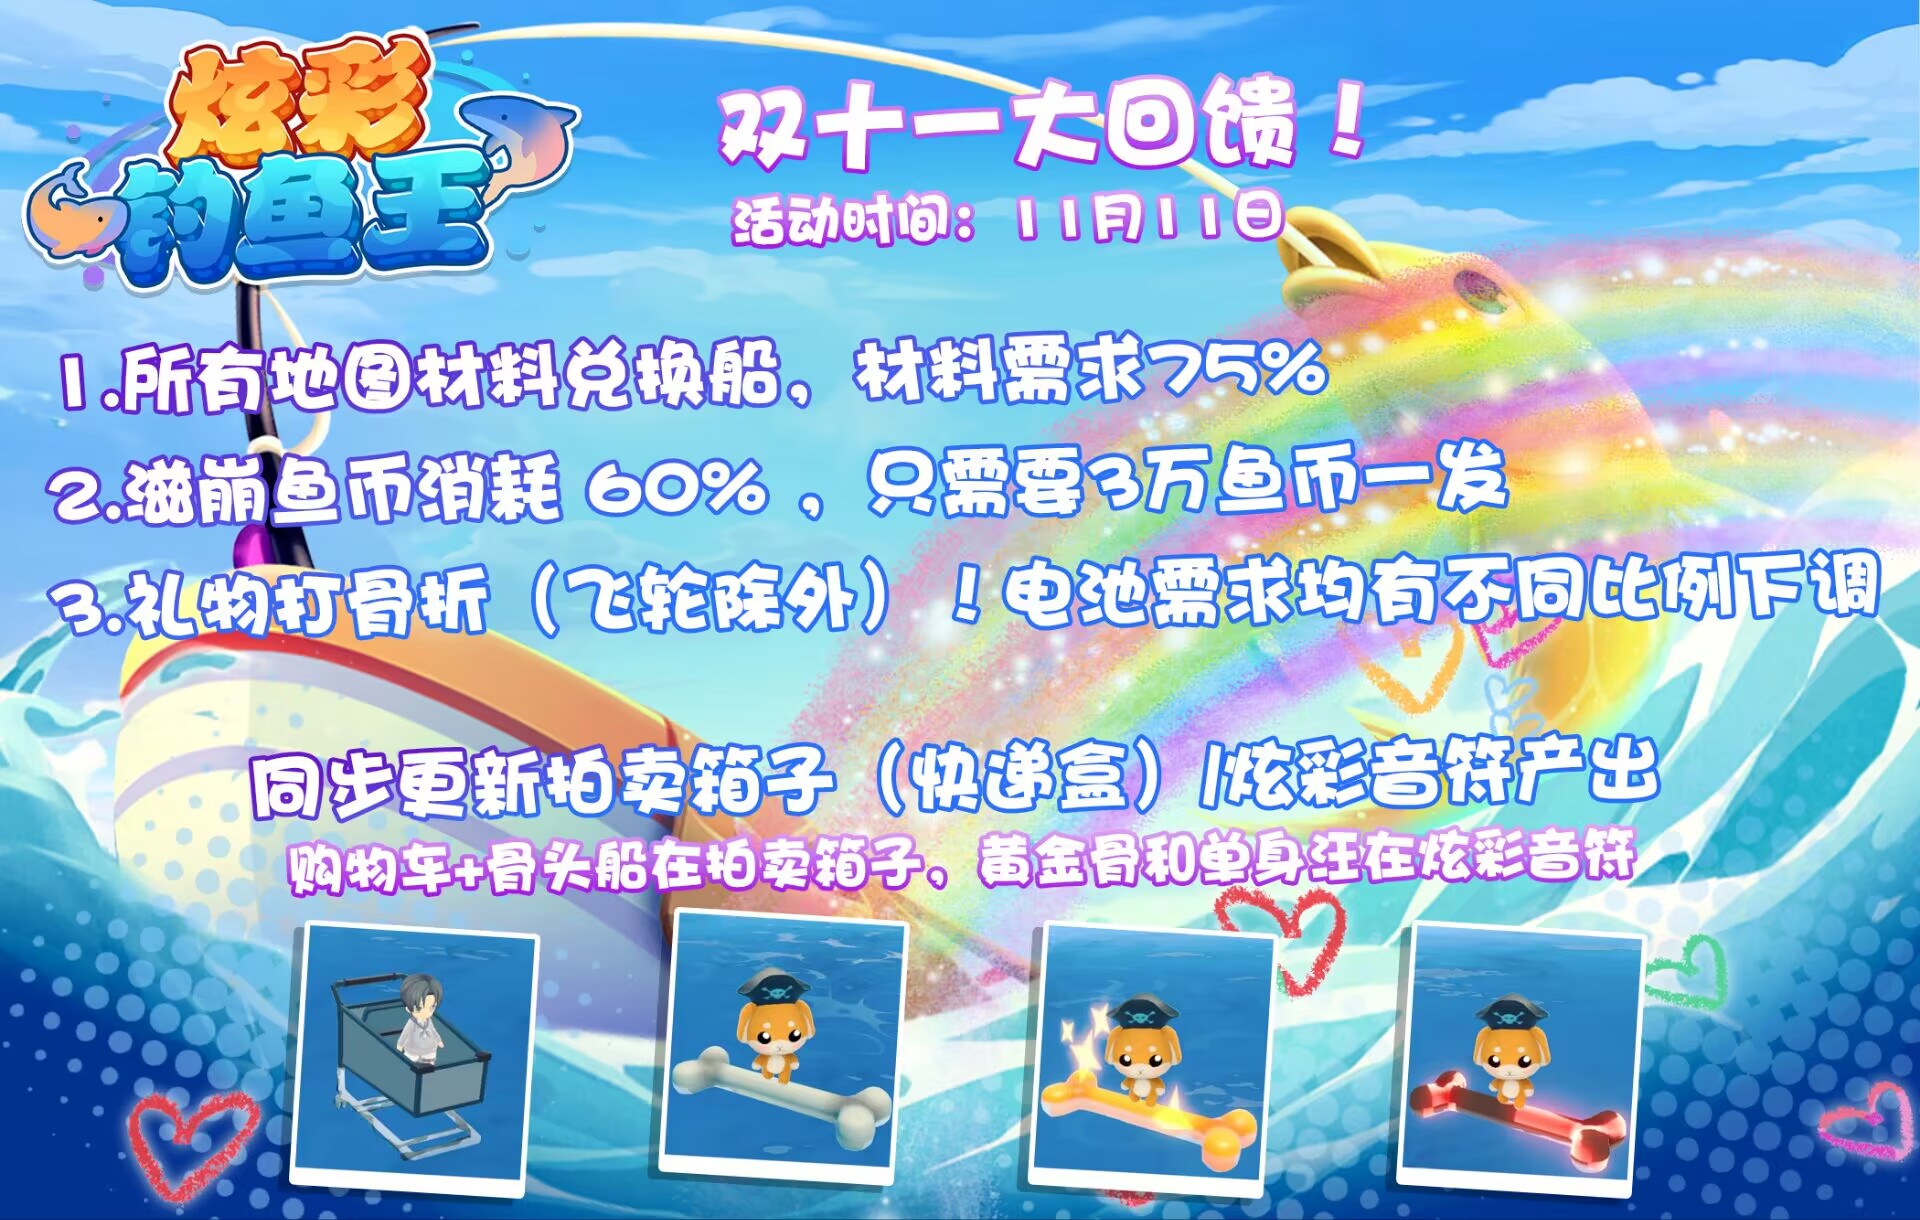 炫彩
钓鱼王
双十一大回馈！
活动时间：11月11日
1.所有地图材料兑换船，材料需求75%
2.滋崩鱼币消耗 60% ，只需要3万鱼币一发
3.礼物打骨折（飞轮除外）！电池需求均有不同比例下调
同步更新拍卖箱子（快递盒）/炫彩音符产出
购物车+骨头船在拍卖箱子，黄金骨和单身汪在炫彩音符